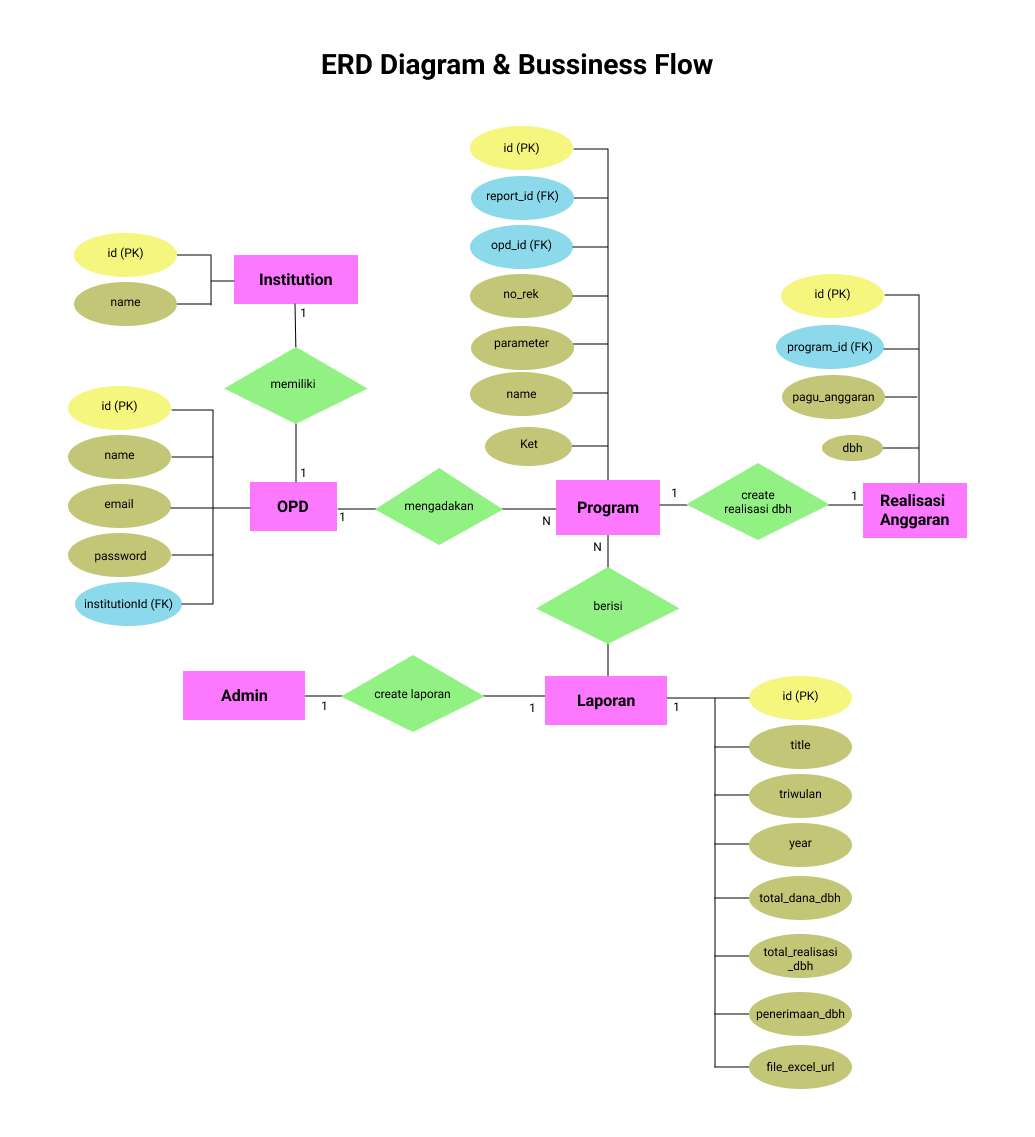 ERD Diagram & Bussiness Flow
id (PK)
report_id (FK)
opd_id (FK)
no_rek
parameter
name
Ket
id (PK)
name
Institution
1
memiliki
1
id (PK)
name
email
password
institutionId (FK)
OPD
1
mengadakan
N
Program
1
create
realisasi dbh
1
Realisasi
Anggaran
id (PK)
program_id (FK)
pagu_anggaran
dbh
N
berisi
Admin
1
create laporan
1
Laporan
1
id (PK)
title
triwulan
year
total_dana_dbh
total_realisasi
_dbh
penerimaan_dbh
file_excel_url